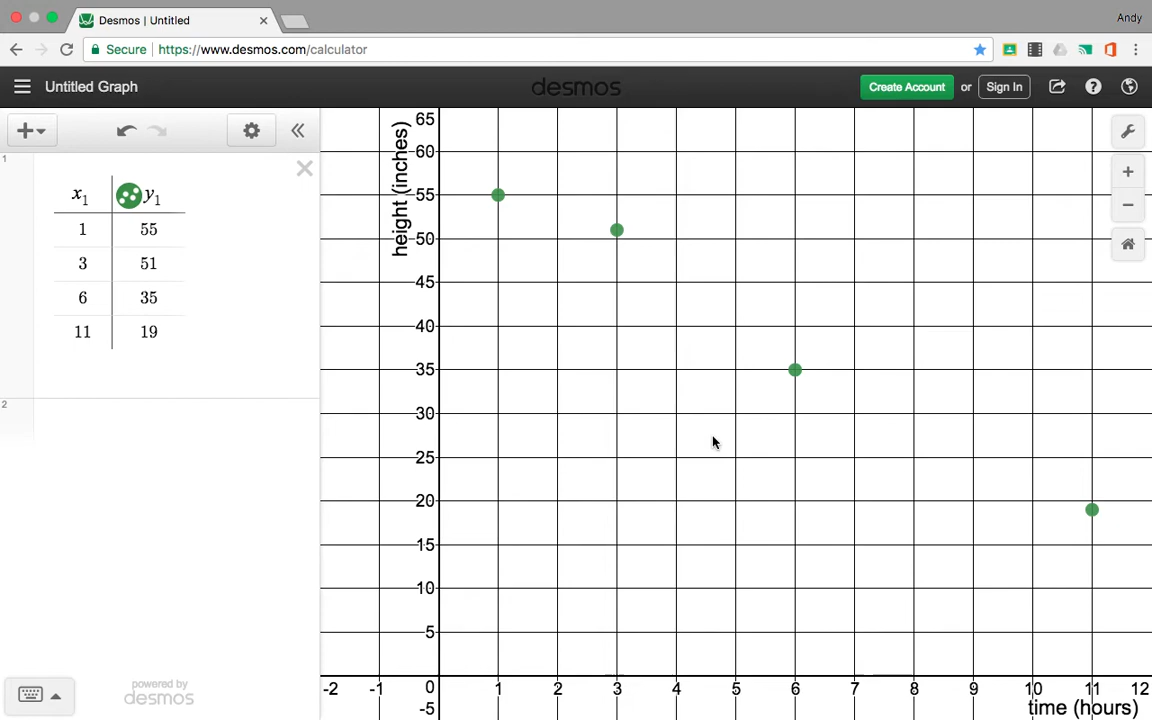 Desmos | Untitled
Andy
Secure https://www.desmos.com/calculator
Untitled Graph
desmos
Create Account or Sign In
1
x1 y1
1 55
3 51
6 35
11 19
2
powered by
desmos
height (inches)
65
60
55
50
45
40
35
30
25
20
15
10
5
0
-5
-2 -1 1 2 3 4 5 6 7 8 9 10 11 12
time (hours)